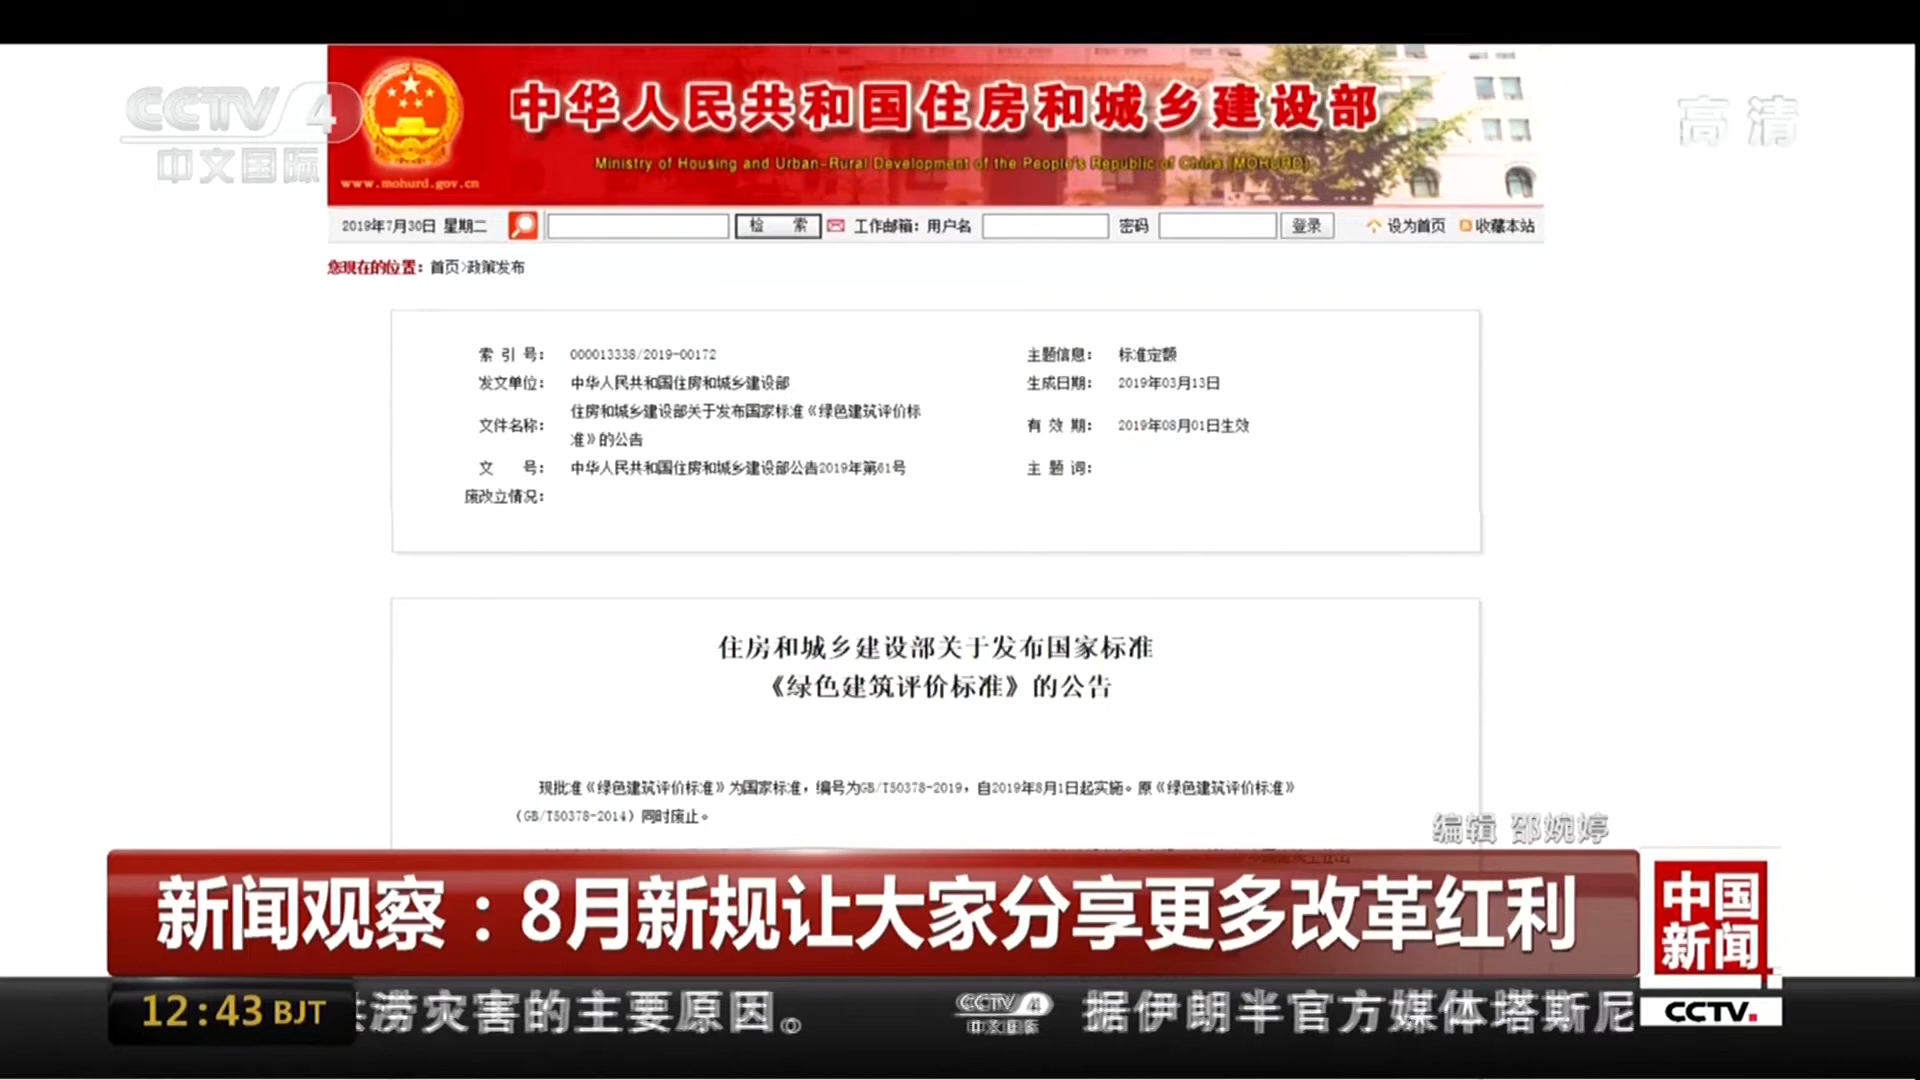 CCTV 4
中文国际
高清
中华人民共和国住房和城乡建设部
Ministry of Housing and Urban-Rural Development of the People's Republic of China (MOHURD)
www.mohurd.gov.cn
2019年7月30日 星期二 检 索 工作邮箱：用户名 密码 登录 设为首页 收藏本站
您现在的位置：首页>政策发布
索 引 号： 000013338/2019-00172 主题信息： 标准定额
发文单位： 中华人民共和国住房和城乡建设部 生成日期： 2019年03月13日
文件名称： 住房和城乡建设部关于发布国家标准《绿色建筑评价标准》的公告 有 效 期： 2019年08月01日生效
文 号： 中华人民共和国住房和城乡建设部公告2019年第61号 主 题 词：
废改立情况：
住房和城乡建设部关于发布国家标准
《绿色建筑评价标准》的公告
现批准《绿色建筑评价标准》为国家标准，编号为GB/T50378-2019，自2019年8月1日起实施。原《绿色建筑评价标准》
（GB/T50378-2014）同时废止。
编辑 邵婉婷
新闻观察：8月新规让大家分享更多改革红利
中国
新闻
CCTV.
12:43 BJT 涝灾害的主要原因。 CCTV 4 中文国际 据伊朗半官方媒体塔斯尼